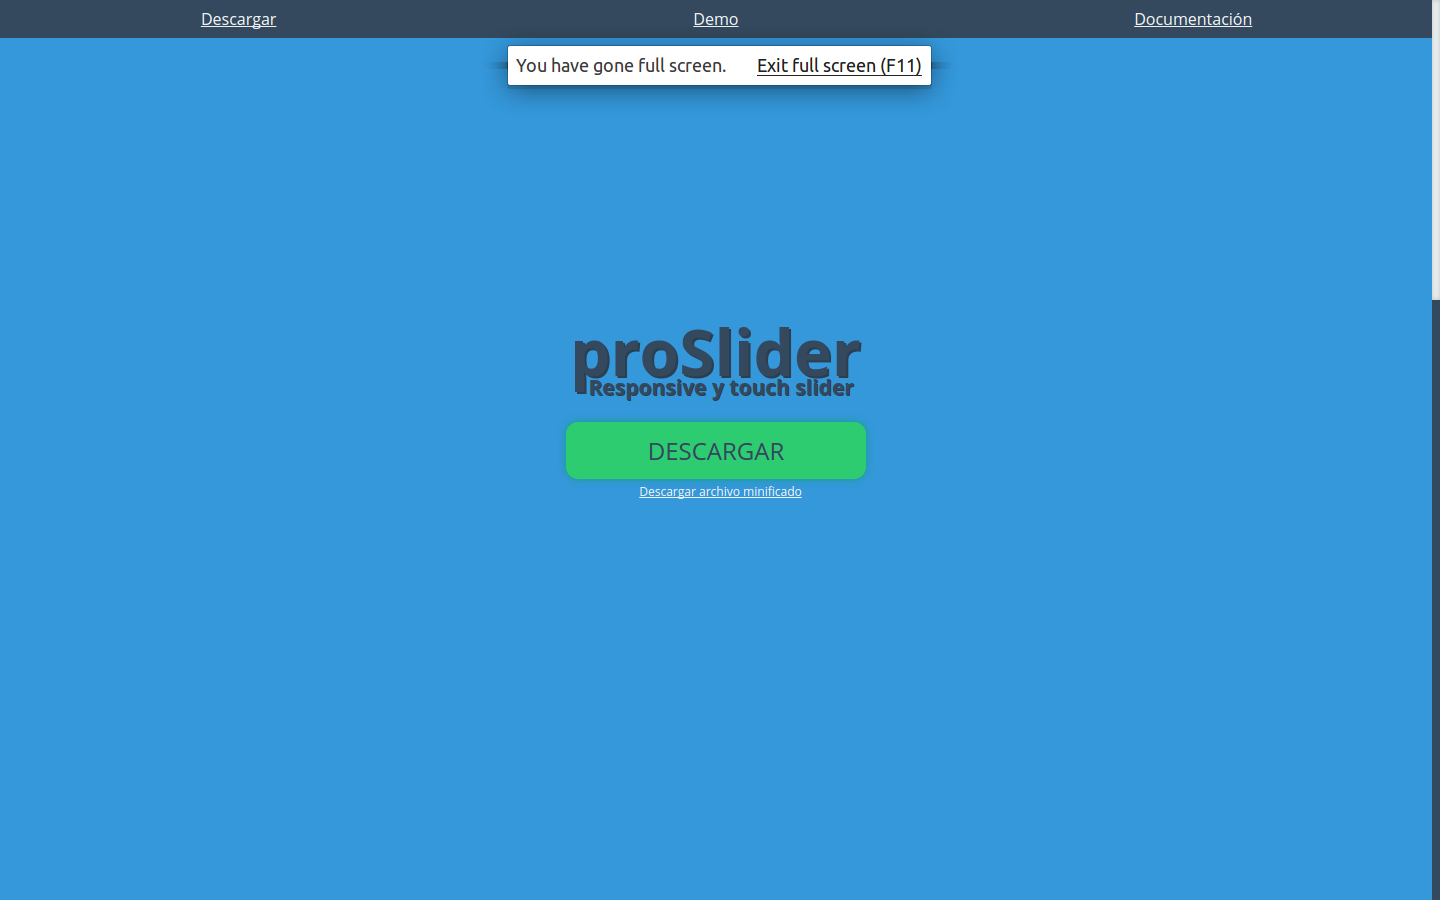 Descargar Demo Documentación
You have gone full screen. Exit full screen (F11)
proSlider
Responsive y touch slider
DESCARGAR
Descargar archivo minificado